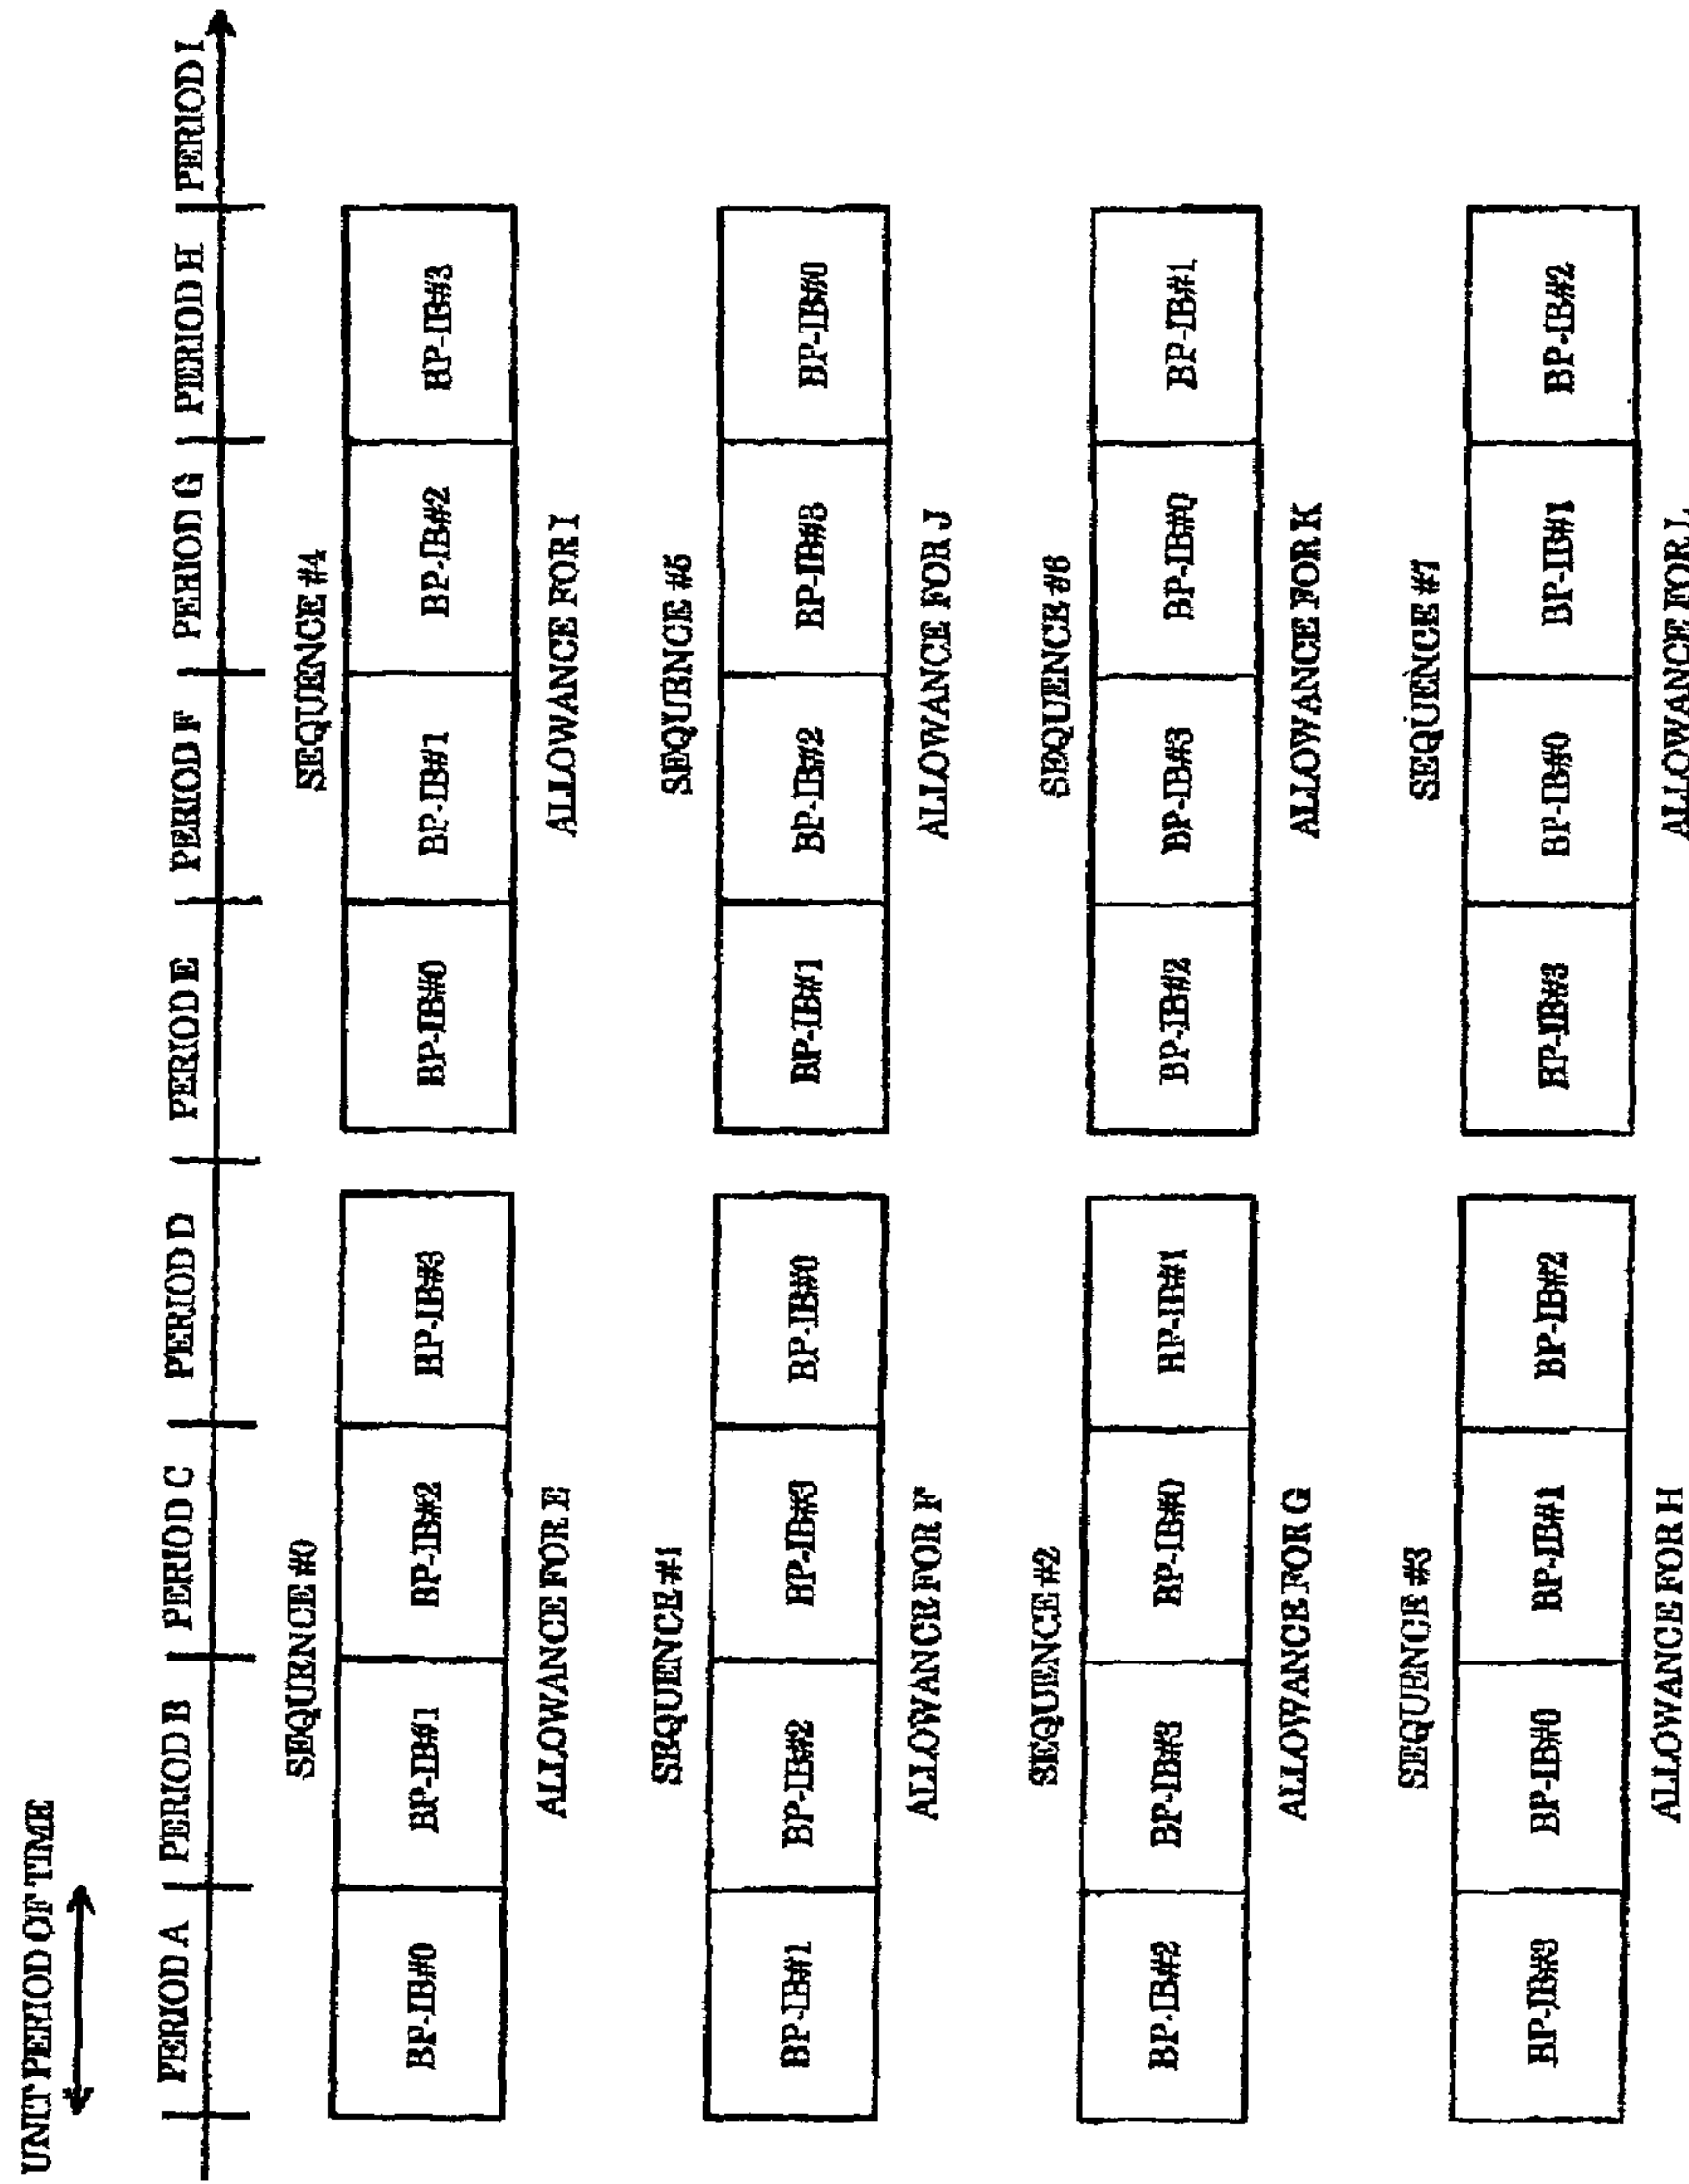 UNIT PERIOD OF TIME
PERIOD A PERIOD B PERIOD C PERIOD D PERIOD E PERIOD F PERIOD G PERIOD H PERIOD I
SEQUENCE #0 SEQUENCE #4
BP-IB#0 BP-IB#1 BP-IB#2 BP-IB#3 BP-IB#0 BP-IB#1 BP-IB#2 BP-IB#3
ALLOWANCE FOR E ALLOWANCE FOR I
SEQUENCE #1 SEQUENCE #5
BP-IB#1 BP-IB#2 BP-IB#3 BP-IB#0 BP-IB#1 BP-IB#2 BP-IB#3 BP-IB#0
ALLOWANCE FOR F ALLOWANCE FOR J
SEQUENCE #2 SEQUENCE #6
BP-IB#2 BP-IB#3 BP-IB#0 BP-IB#1 BP-IB#2 BP-IB#3 BP-IB#0 BP-IB#1
ALLOWANCE FOR G ALLOWANCE FOR K
SEQUENCE #3 SEQUENCE #7
BP-IB#3 BP-IB#0 BP-IB#1 BP-IB#2 BP-IB#3 BP-IB#0 BP-IB#1 BP-IB#2
ALLOWANCE FOR H ALLOWANCE FOR L